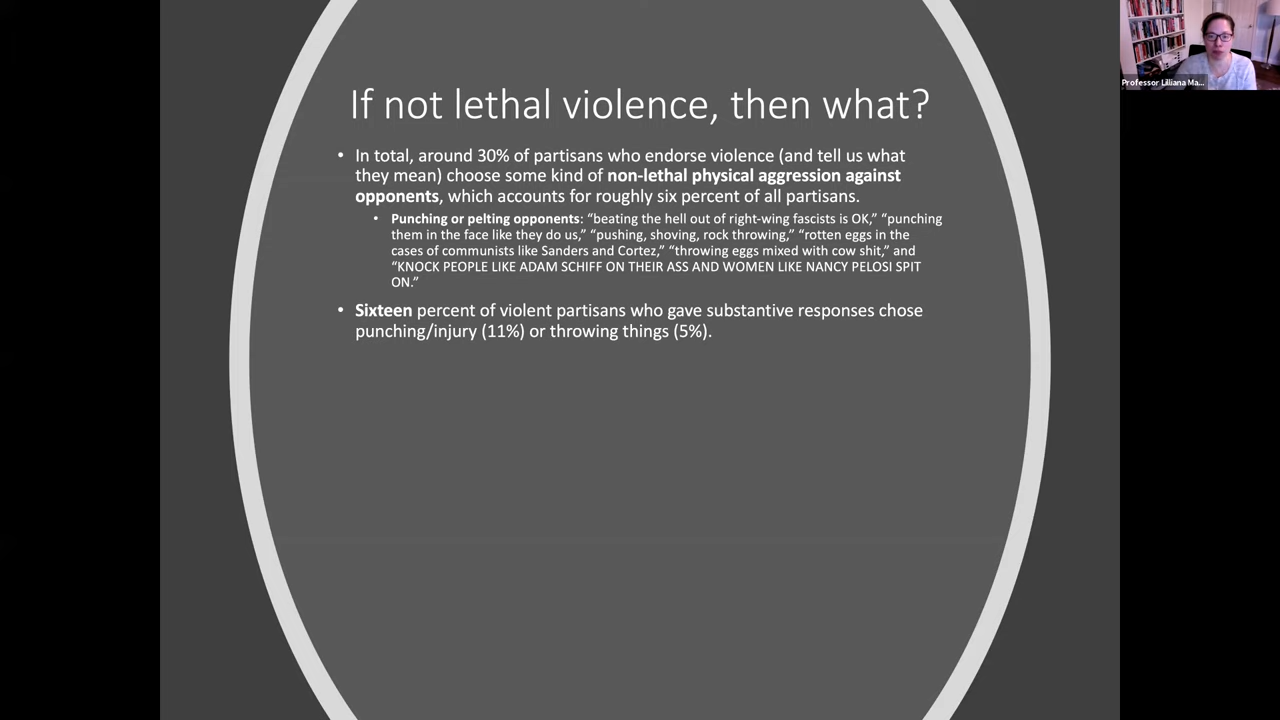 If not lethal violence, then what?
• In total, around 30% of partisans who endorse violence (and tell us what
they mean) choose some kind of non-lethal physical aggression against
opponents, which accounts for roughly six percent of all partisans.
• Punching or pelting opponents: “beating the hell out of right-wing fascists is OK,” “punching
them in the face like they do us,” “pushing, shoving, rock throwing,” “rotten eggs in the
cases of communists like Sanders and Cortez,” “throwing eggs mixed with cow shit,” and
“KNOCK PEOPLE LIKE ADAM SCHIFF ON THEIR ASS AND WOMEN LIKE NANCY PELOSI SPIT
ON.”
• Sixteen percent of violent partisans who gave substantive responses chose
punching/injury (11%) or throwing things (5%).
Professor Lilliana Ma...